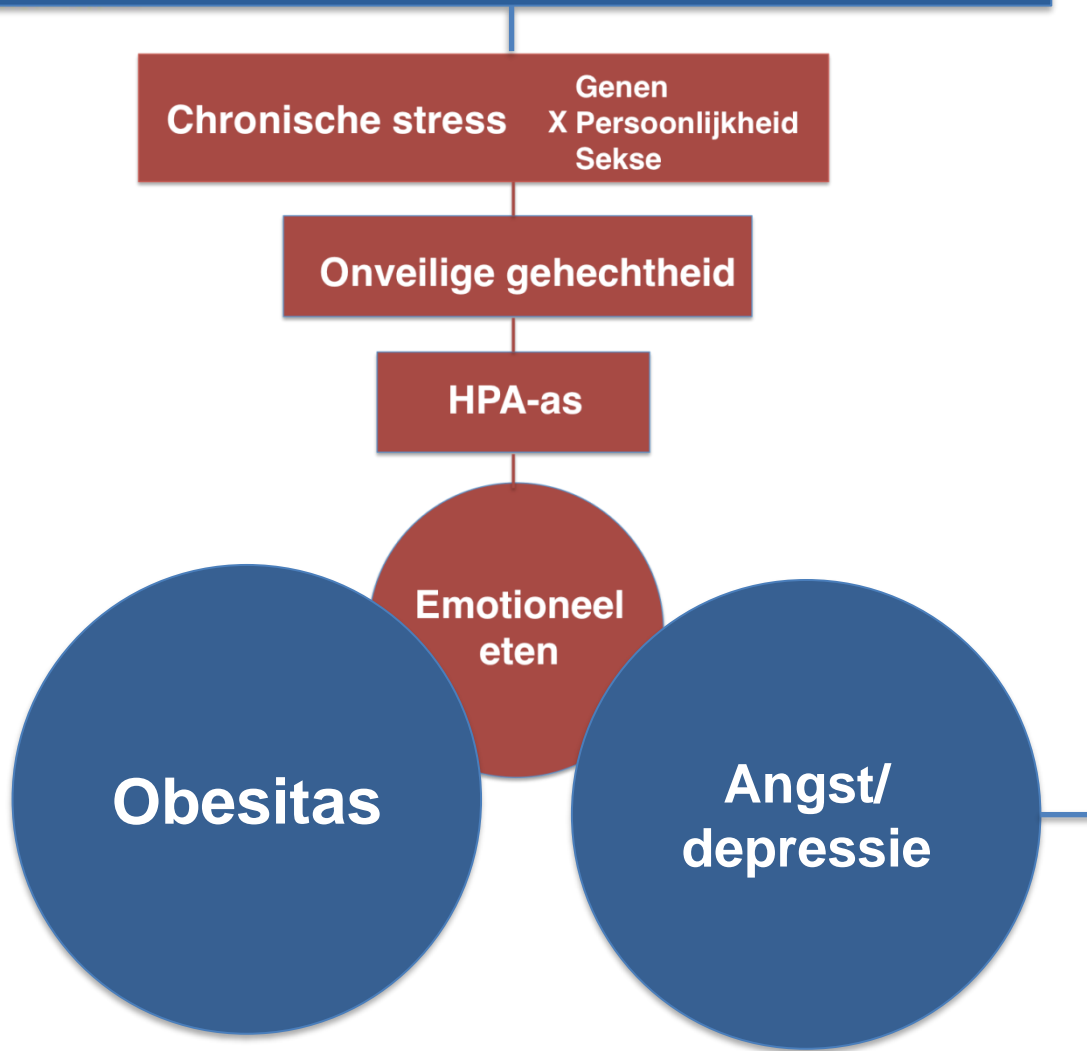 Genen
Chronische stress X Persoonlijkheid
Sekse
Onveilige gehechtheid
HPA-as
Emotioneel
eten
Obesitas
Angst/
depressie